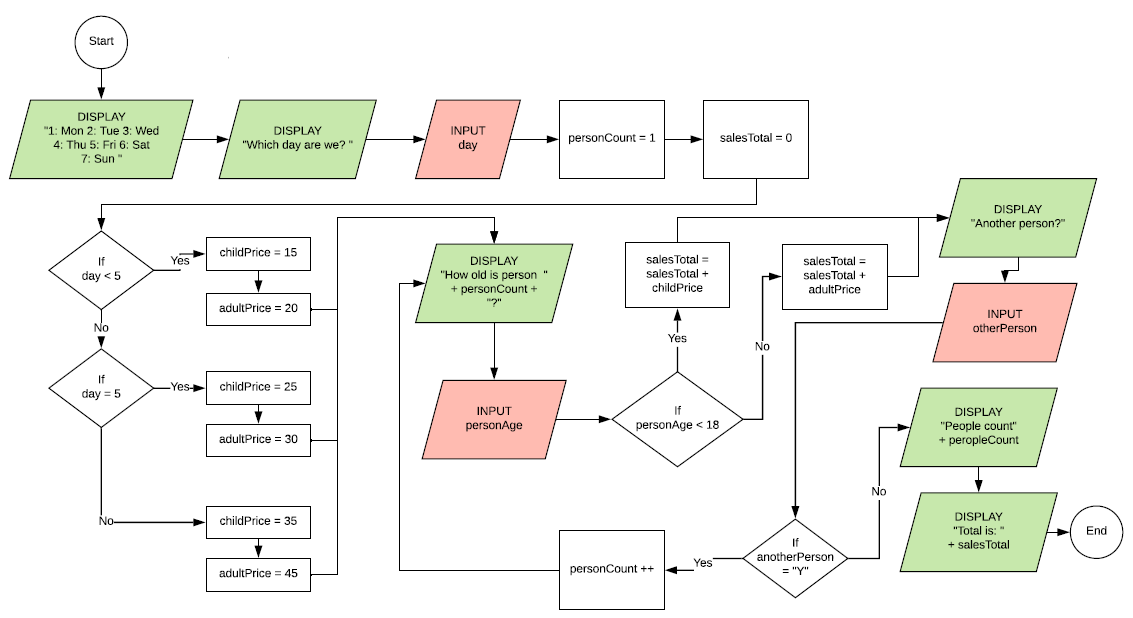 Start
DISPLAY
"1: Mon 2: Tue 3: Wed
4: Thu 5: Fri 6: Sat
7: Sun "
DISPLAY
"Which day are we? "
INPUT
day
personCount = 1
salesTotal = 0
If
day < 5
Yes
childPrice = 15
adultPrice = 20
No
If
day = 5
Yes
childPrice = 25
adultPrice = 30
No
childPrice = 35
adultPrice = 45
DISPLAY
"How old is person "
+ personCount +
"?"
INPUT
personAge
If
personAge < 18
Yes
salesTotal =
salesTotal +
childPrice
No
salesTotal =
salesTotal +
adultPrice
DISPLAY
"Another person?"
INPUT
otherPerson
If
anotherPerson
= "Y"
Yes
personCount ++
No
DISPLAY
"People count"
+ peropleCount
DISPLAY
"Total is: "
+ salesTotal
End